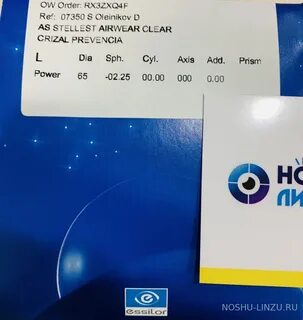 OW Order: RX3ZXQ4F
Ref: 07350 S Oleinikov D
AS STELLEST AIRWEAR CLEAR
CRIZAL PREVENCIA
L Dia Sph. Cyl. Axis Add. Prism
Power 65 -02.25 00.00 000 0.00
essilor
NOSHU-LINZU.RU